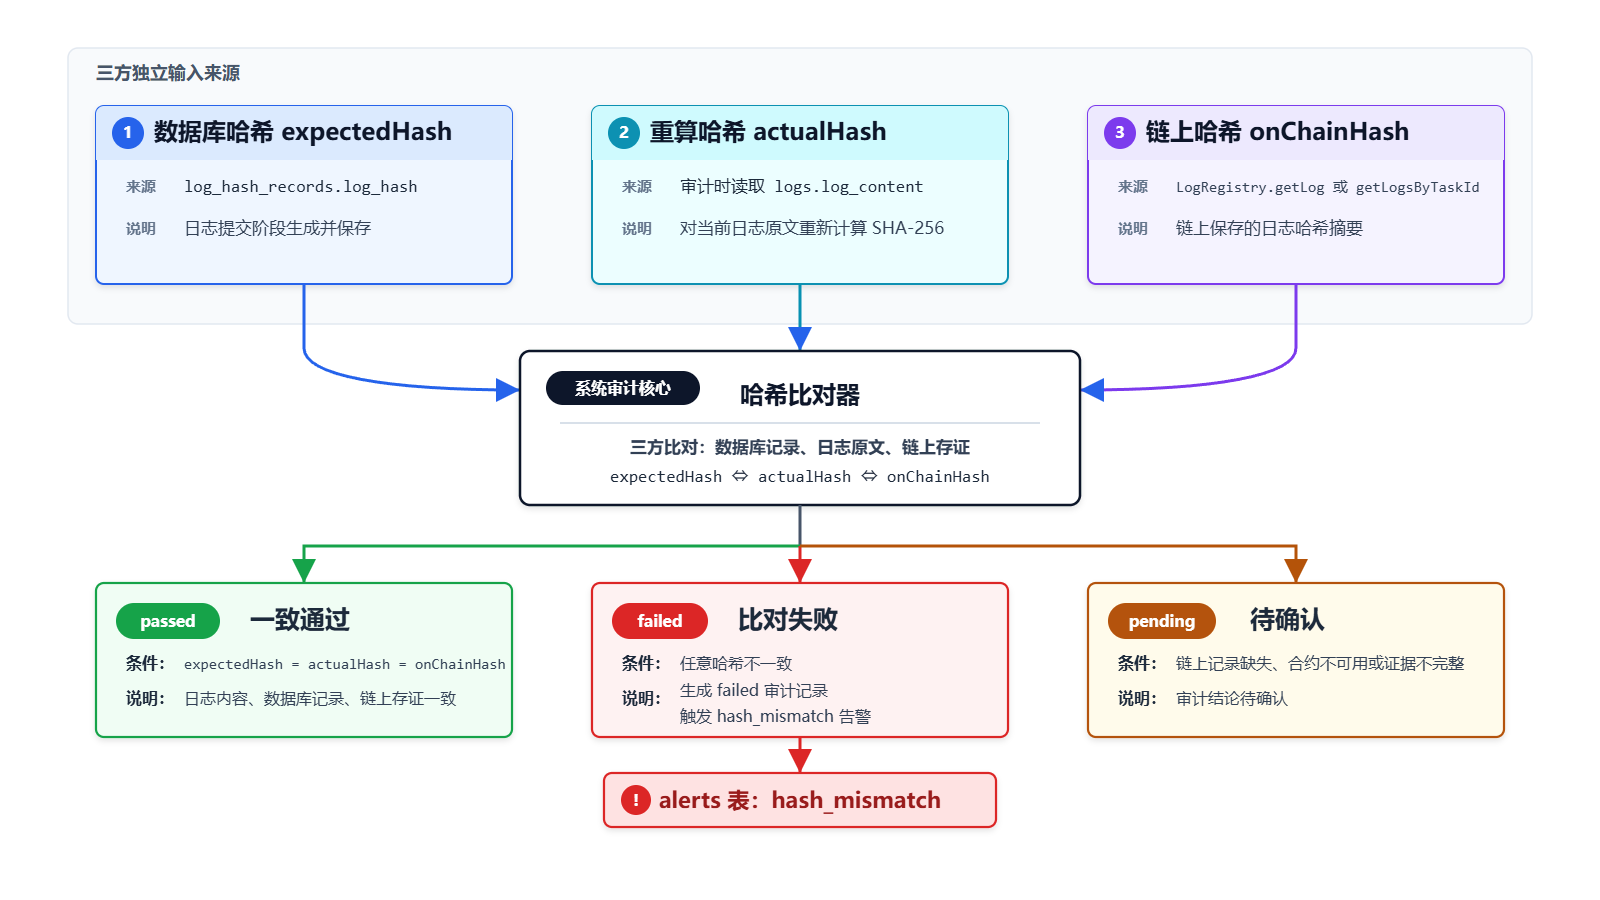 三方独立输入来源
1 数据库哈希 expectedHash
来源 log_hash_records.log_hash
说明 日志提交阶段生成并保存
2 重算哈希 actualHash
来源 审计时读取 logs.log_content
说明 对当前日志原文重新计算 SHA-256
3 链上哈希 onChainHash
来源 LogRegistry.getLog 或 getLogsByTaskId
说明 链上保存的日志哈希摘要
系统审计核心 哈希比对器
三方比对：数据库记录、日志原文、链上存证
expectedHash ⇔ actualHash ⇔ onChainHash
passed 一致通过
条件： expectedHash = actualHash = onChainHash
说明： 日志内容、数据库记录、链上存证一致
failed 比对失败
条件： 任意哈希不一致
说明： 生成 failed 审计记录
触发 hash_mismatch 告警
pending 待确认
条件： 链上记录缺失、合约不可用或证据不完整
说明： 审计结论待确认
! alerts 表：hash_mismatch